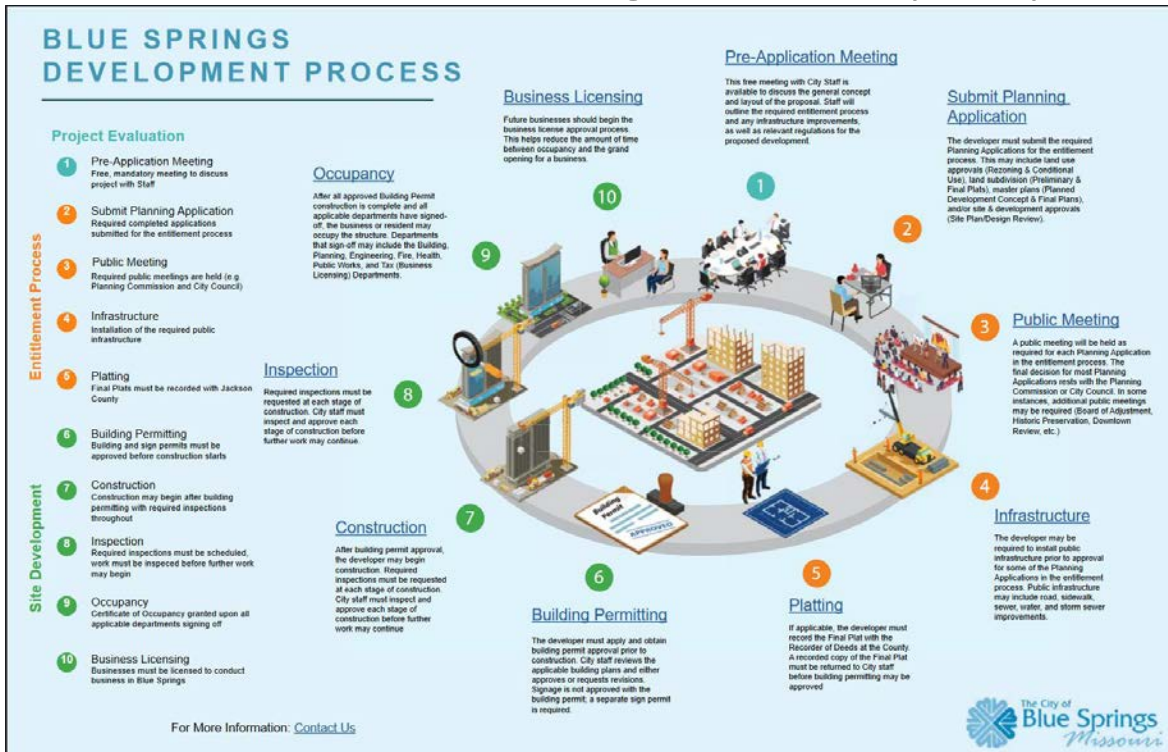 BLUE SPRINGS
DEVELOPMENT PROCESS
Project Evaluation
1
Pre-Application Meeting
Free, mandatory meeting to discuss
project with Staff
Entitlement Process
2
Submit Planning Application
Required completed applications
submitted for the entitlement process
3
Public Meeting
Required public meetings are held (e.g.
Planning Commission and City Council)
4
Infrastructure
Installation of the required public
infrastructure
5
Platting
Final Plats must be recorded with Jackson
County
Site Development
6
Building Permitting
Building and sign permits must be
approved before construction starts
7
Construction
Construction may begin after building
permitting with required inspections
throughout
8
Inspection
Required inspections must be scheduled,
work must be inspeced before further work
may begin
9
Occupancy
Certificate of Occupancy granted upon all
applicable departments signing off
10
Business Licensing
Businesses must be licensed to conduct
business in Blue Springs
For More Information: Contact Us
Pre-Application Meeting
This free meeting with City Staff is
available to discuss the general concept
and layout of the proposal. Staff will
outline the required entitlement process
and any infrastructure improvements,
as well as relevant regulations for the
proposed development.
1
Submit Planning
Application
The developer must submit the required
Planning Applications for the entitlement
process. This may include land use
approvals (Rezoning & Conditional
Use), land subdivision (Preliminary &
Final Plats), master plans (Planned
Development Concept & Final Plans),
and/or site & development approvals
(Site Plan/Design Review).
2
3
Public Meeting
A public meeting will be held as
required for each Planning Application
in the entitlement process. The
final decision for most Planning
Applications rests with the Planning
Commission or City Council. In some
instances, additional public meetings
may be required (Board of Adjustment,
Historic Preservation, Downtown
Review, etc.)
4
Infrastructure
The developer may be
required to install public
infrastructure prior to approval
for some of the Planning
Applications in the entitlement
process. Public infrastructure
may include road, sidewalk,
sewer, water, and storm sewer
improvements.
5
Platting
If applicable, the developer must
record the Final Plat with the
Recorder of Deeds at the County.
A recorded copy of the Final Plat
must be returned to City staff
before building permitting may be
approved
Building
Permit
APPROVED
6
Building Permitting
The developer must apply and obtain
building permit approval prior to
construction. City staff reviews the
applicable building plans and either
approves or requests revisions.
Signage is not approved with the
building permit; a separate sign permit
is required.
7
Construction
After building permit approval,
the developer may begin
construction. Required
inspections must be requested
at each stage of construction.
City staff must inspect and
approve each stage of
construction before further
work may continue
8
Inspection
Required inspections must be
requested at each stage of
construction. City staff must
inspect and approve each
stage of construction before
further work may continue.
9
Occupancy
After all approved Building Permit
construction is complete and all
applicable departments have signed-
off, the business or resident may
occupy the structure. Departments
that sign-off may include the Building,
Planning, Engineering, Fire, Health,
Public Works, and Tax (Business
Licensing) Departments.
10
Business Licensing
Future businesses should begin the
business license approval process.
This helps reduce the amount of time
between occupancy and the grand
opening for a business.
The City of
Blue Springs
Missouri